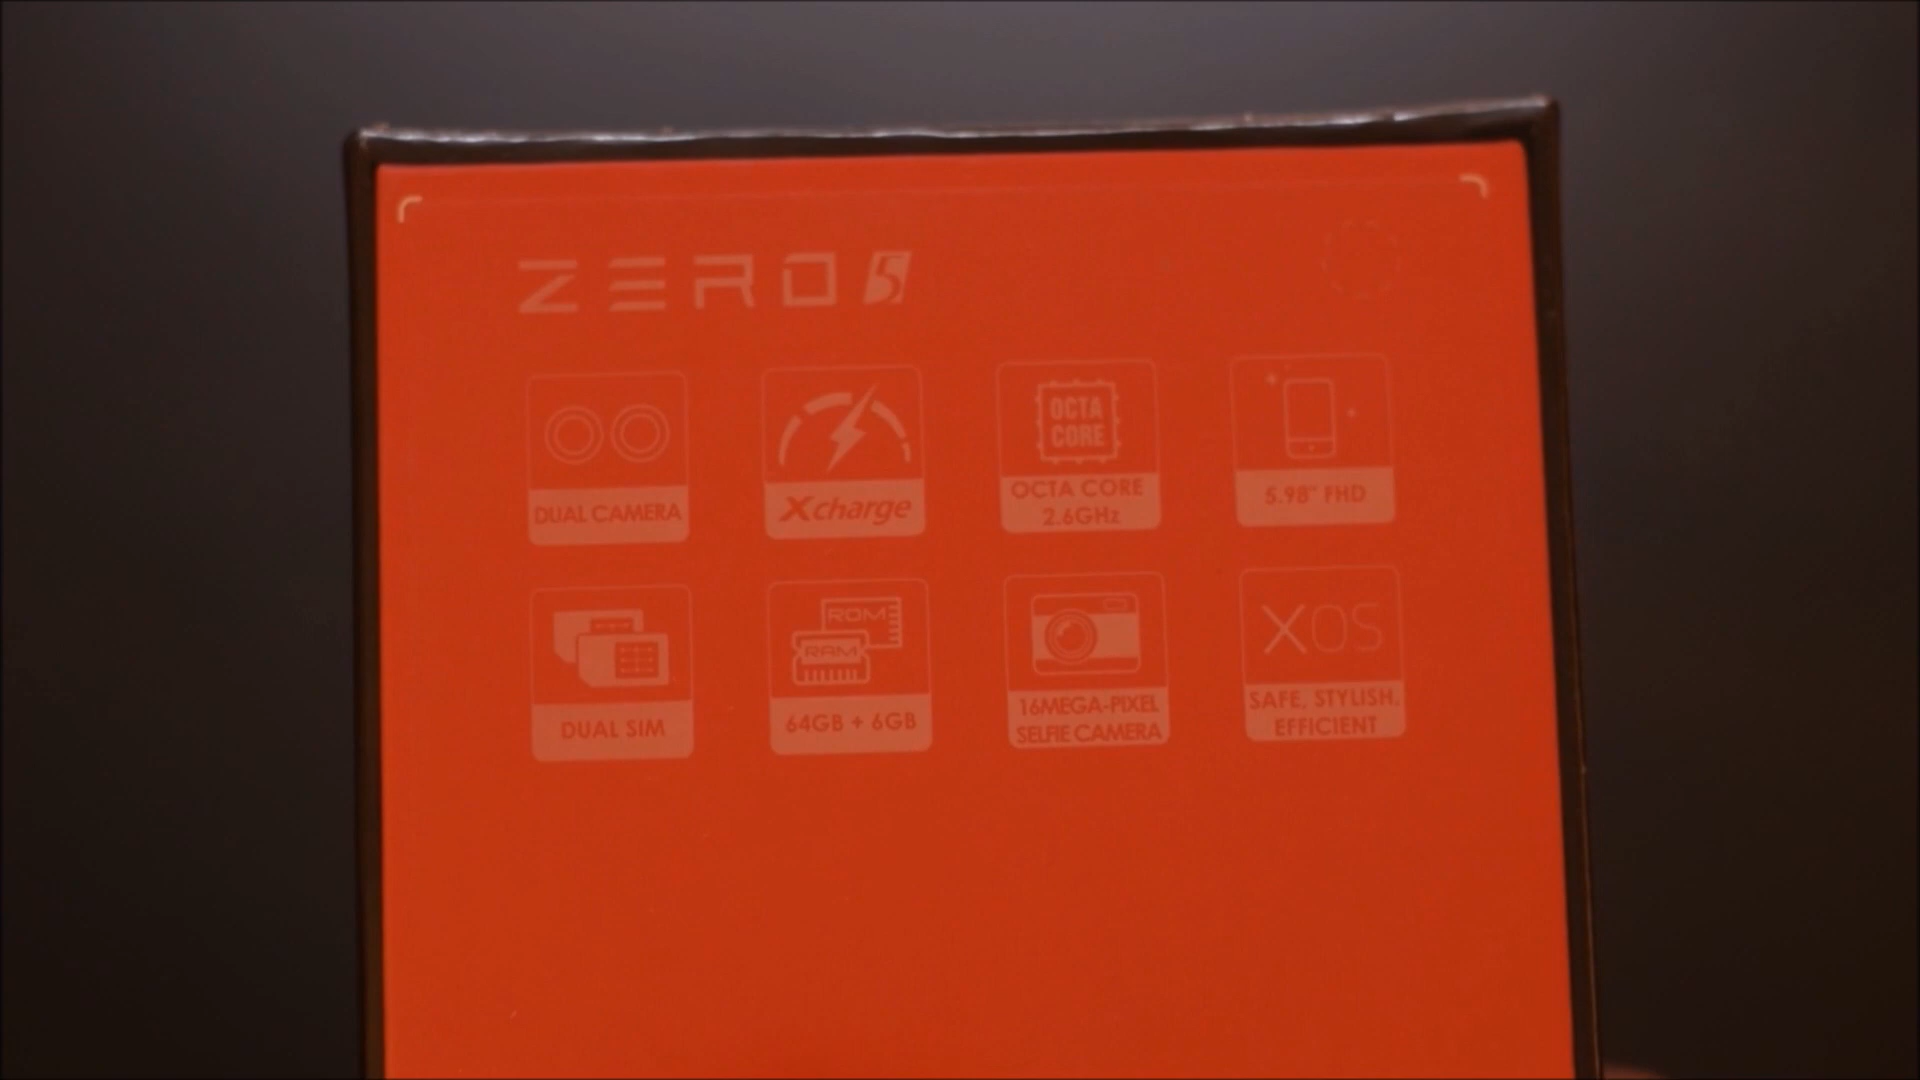 ZERO 5
DUAL CAMERA
Xcharge
OCTA
CORE
OCTA CORE
2.6GHz
5.98" FHD
DUAL SIM
ROM
RAM
64GB + 6GB
16MEGA-PIXEL
SELFIE CAMERA
XOS
SAFE, STYLISH,
EFFICIENT